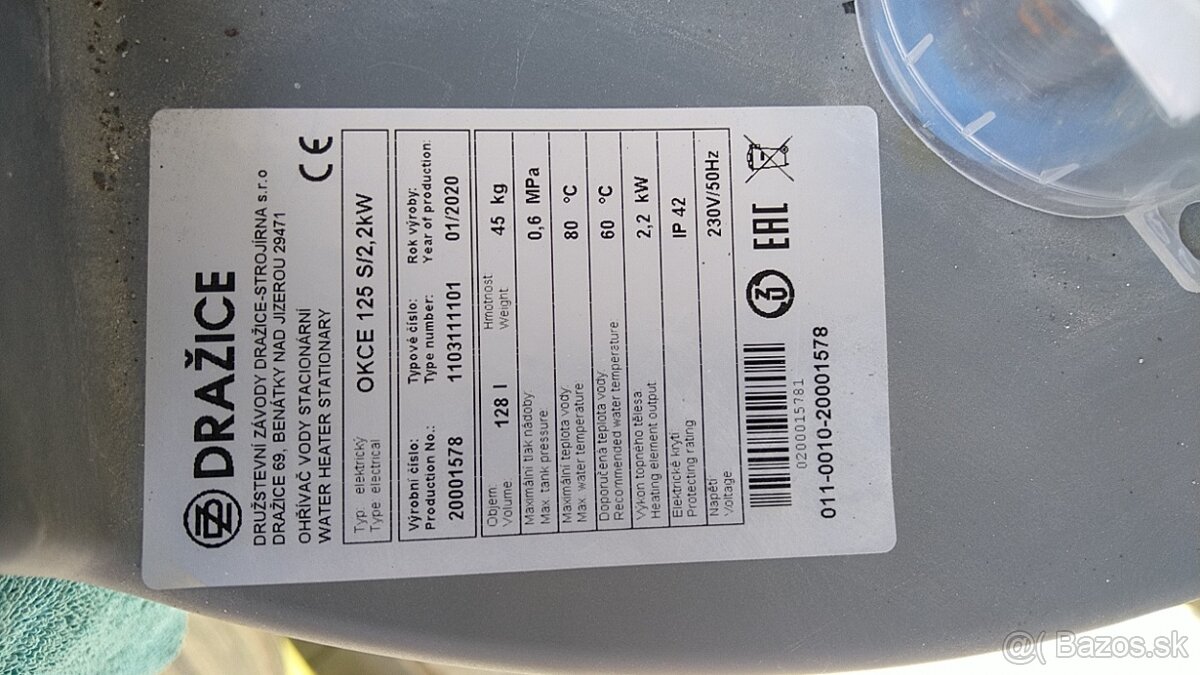 DRAŽICE
DRUŽSTEVNÍ ZÁVODY DRAŽICE-STROJÍRNA s.r.o
DRAŽICE 69, BENÁTKY NAD JIZEROU 29471
OHŘÍVAČ VODY STACIONÁRNÍ
WATER HEATER STATIONARY
CE
Typ: elektrický
Type electrical
OKCE 125 S/2,2kW
Výrobní číslo: Typové číslo: Rok výroby:
Production No.: Type number: Year of production:
20001578 1103111101 01/2020
Objem: Hmotnost
Volume: 128 l Weight: 45 kg
Maximální tlak nádoby
Max. tank pressure 0,6 MPa
Maximální teplota vody
Max. water temperature 80 °C
Doporučená teplota vody
Recommended water temperature: 60 °C
Výkon topného tělesa
Heating element output 2,2 kW
Elektrické krytí
Protecting rating IP 42
Napětí
Voltage 230V/50Hz
EAC
0200015781
011-0010-20001578
@( Bazos.sk